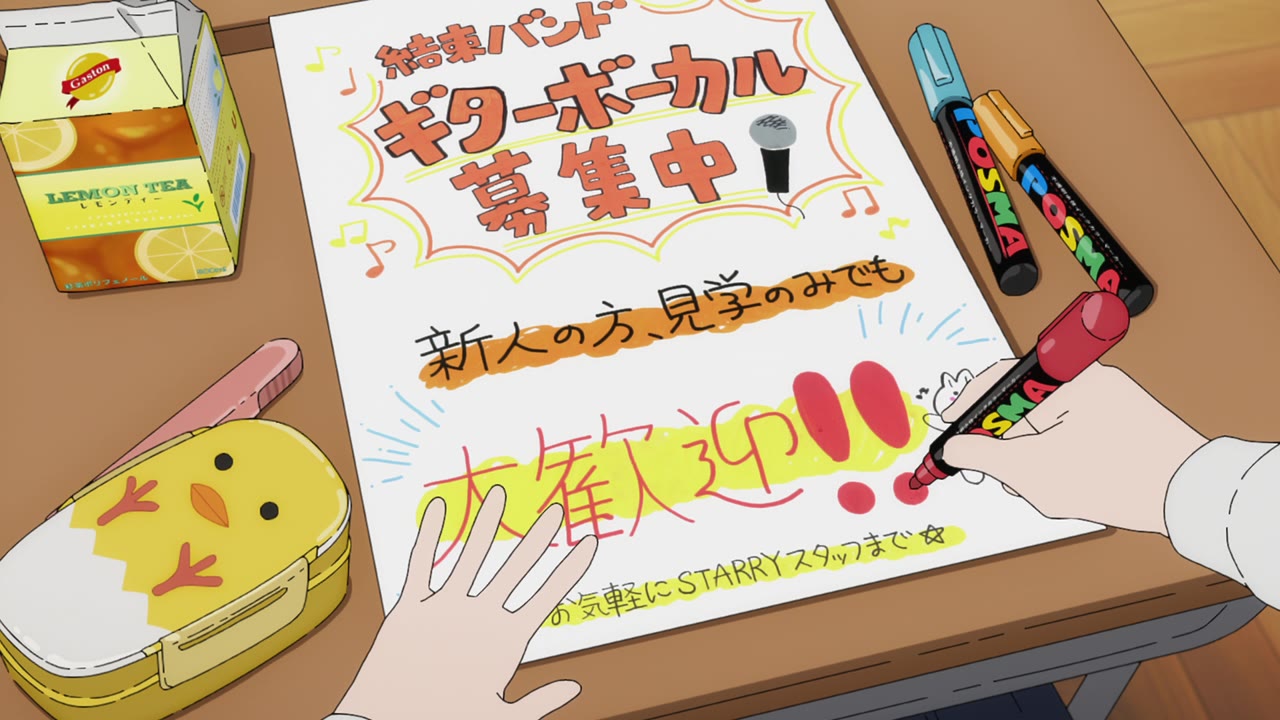 結束バンド
ギターボーカル
募集中
新人の方、見学のみでも
大歓迎!!
お気軽にSTARRYスタッフまで☆
Gaston
LEMON TEA
レモンティー
POSMA
POSMA
POSMA